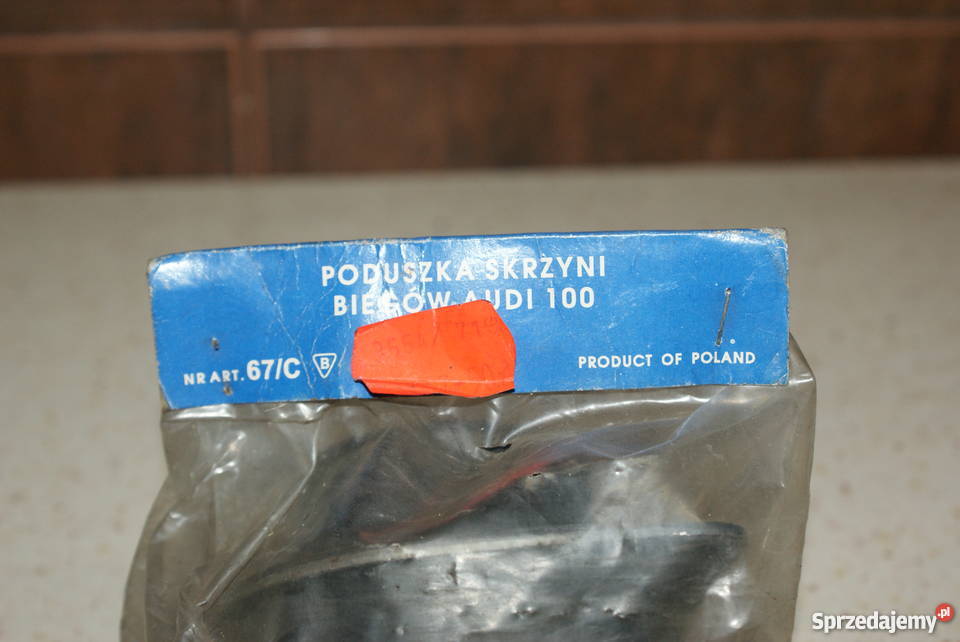 PODUSZKA SKRZYNI
BIEGÓW AUDI 100
NR ART. 67/C B
PRODUCT OF POLAND
Sprzedajemy.pl